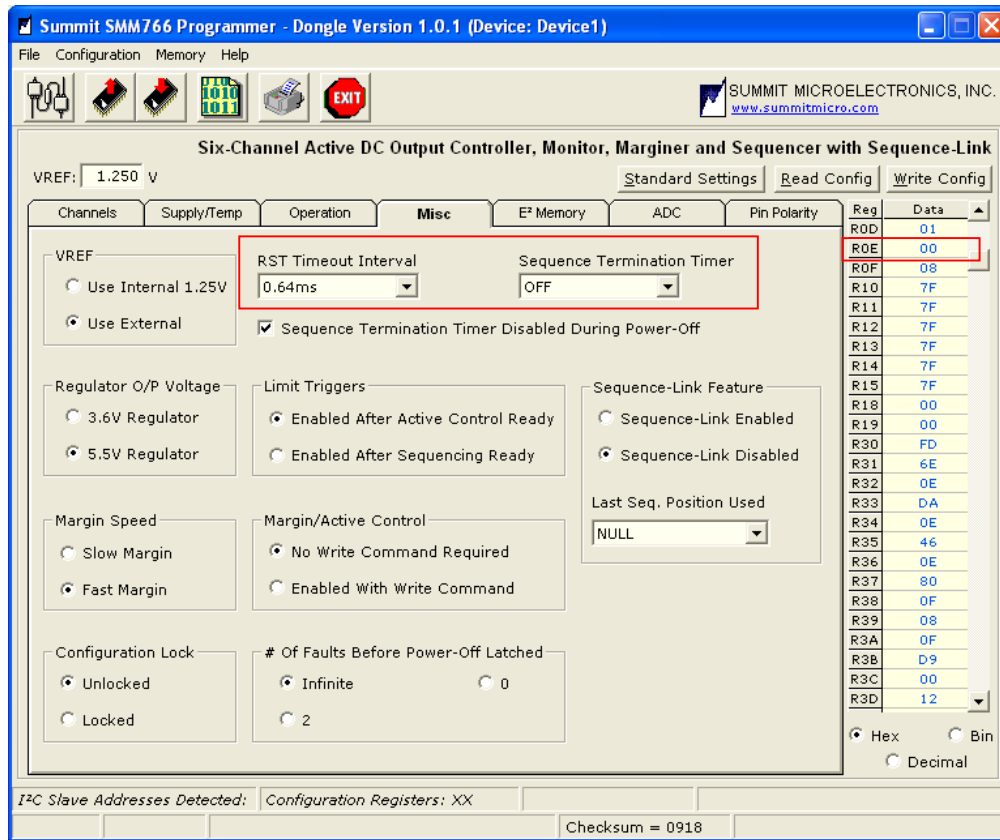 Summit SMM766 Programmer - Dongle Version 1.0.1 (Device: Device1)
File Configuration Memory Help
EXIT
SUMMIT MICROELECTRONICS, INC.
www.summitmicro.com
Six-Channel Active DC Output Controller, Monitor, Marginer and Sequencer with Sequence-Link
VREF: 1.250 V
Standard Settings Read Config Write Config
Channels Supply/Temp Operation Misc E² Memory ADC Pin Polarity
VREF
Use Internal 1.25V
Use External
RST Timeout Interval
0.64ms
Sequence Termination Timer
OFF
Sequence Termination Timer Disabled During Power-Off
Regulator O/P Voltage
3.6V Regulator
5.5V Regulator
Limit Triggers
Enabled After Active Control Ready
Enabled After Sequencing Ready
Sequence-Link Feature
Sequence-Link Enabled
Sequence-Link Disabled
Last Seq. Position Used
NULL
Margin Speed
Slow Margin
Fast Margin
Margin/Active Control
No Write Command Required
Enabled With Write Command
Configuration Lock
Unlocked
Locked
# Of Faults Before Power-Off Latched
Infinite 0
2
Reg Data
R0D 01
R0E 00
R0F 08
R10 7F
R11 7F
R12 7F
R13 7F
R14 7F
R15 7F
R18 00
R19 00
R30 FD
R31 6E
R32 0E
R33 DA
R34 0E
R35 46
R36 0E
R37 80
R38 0F
R39 08
R3A 0F
R3B D9
R3C 00
R3D 12
Hex Bin
Decimal
I²C Slave Addresses Detected: Configuration Registers: XX
Checksum = 0918